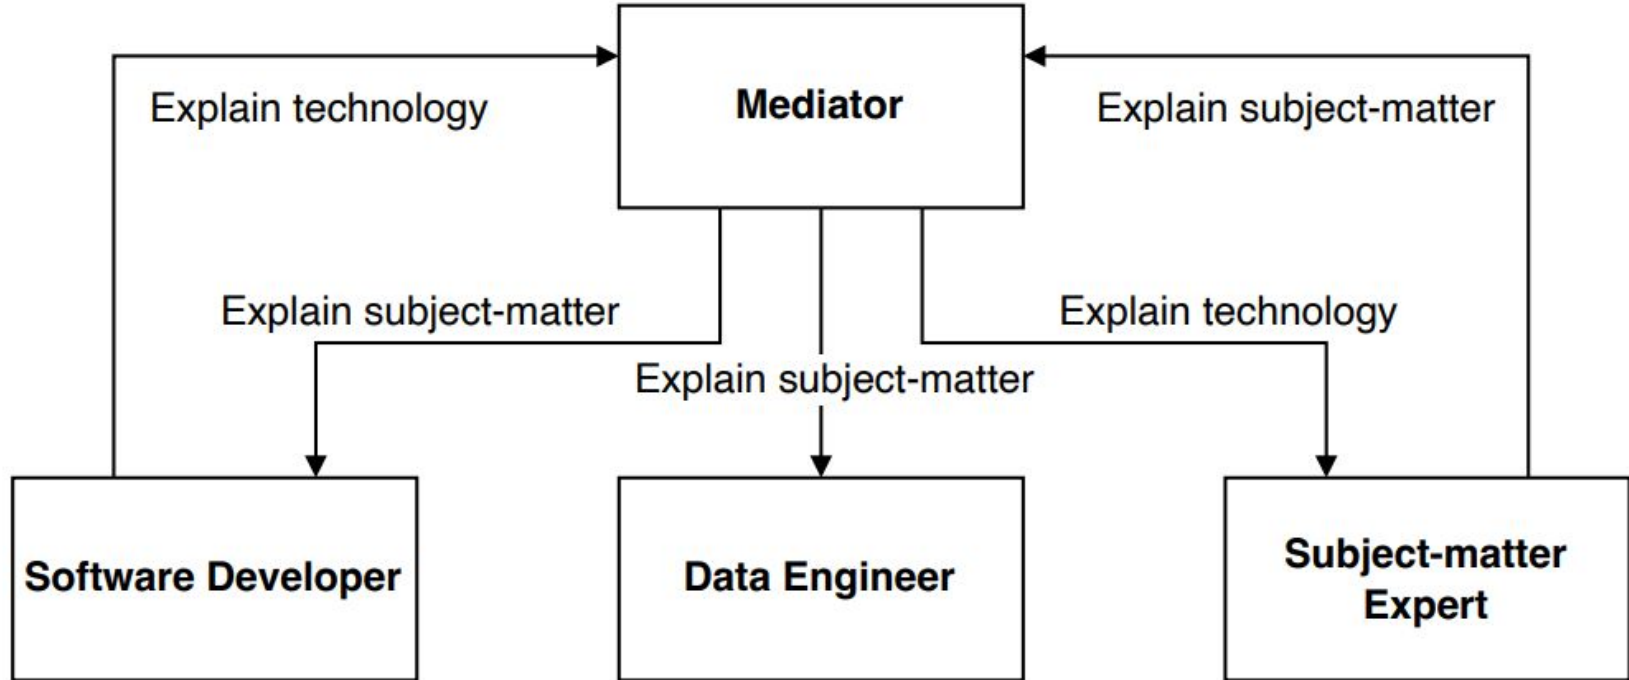 Mediator
Explain technology
Explain subject-matter
Explain subject-matter
Explain technology
Explain subject-matter
Software Developer
Data Engineer
Subject-matter
Expert